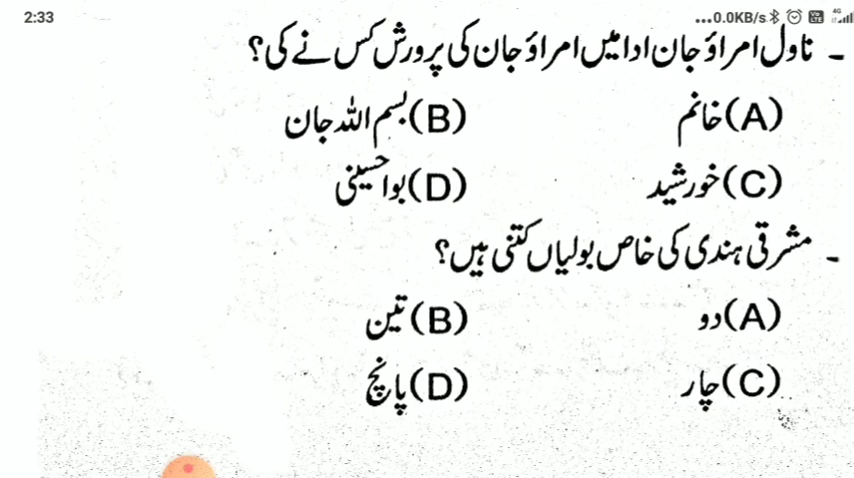 2:33 ...0.0KB/s 4G
۔ ناول امراؤ جان ادا میں امراؤ جان کی پرورش کس نے کی؟
(A) خانم (B) بسم اللہ جان
(C) خورشید (D) بوا حسینی
۔ مشرقی ہندی کی خاص بولیاں کتنی ہیں؟
(A) دو (B) تین
(C) چار (D) پانچ